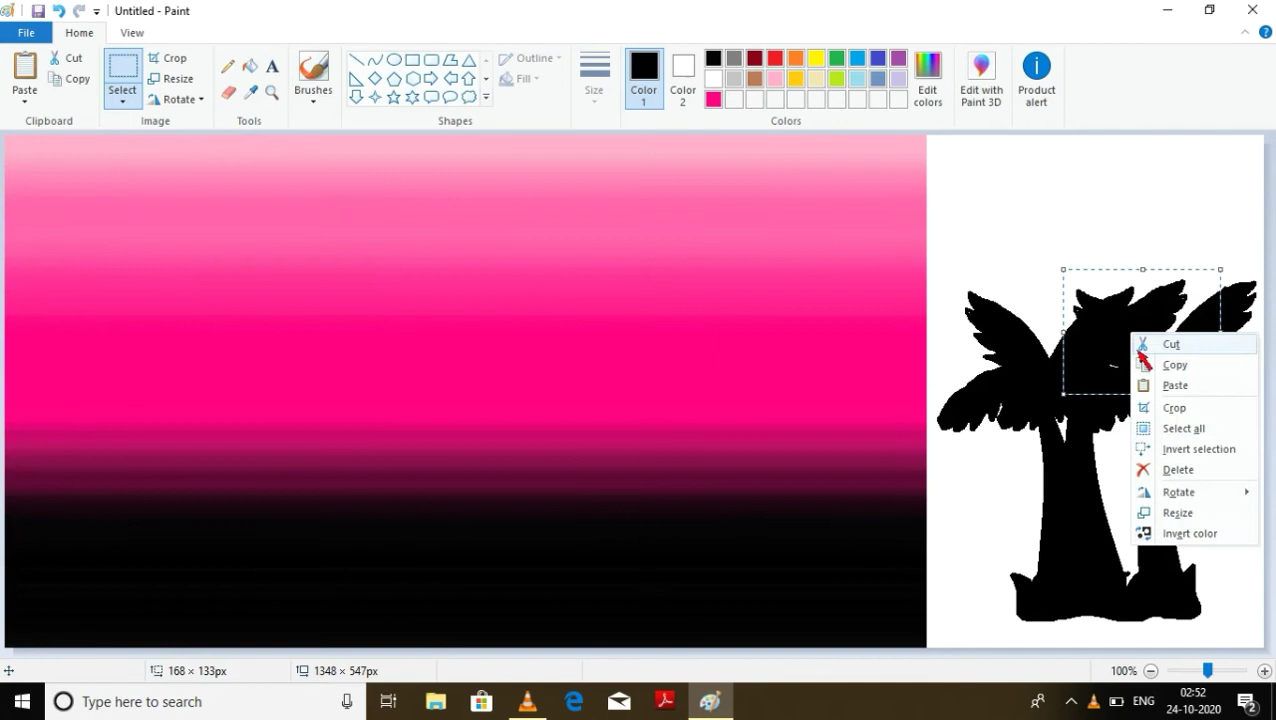 Untitled - Paint
File
Home
View
Paste
Cut
Copy
Clipboard
Select
Crop
Resize
Rotate
Image
A
Tools
Brushes
Outline
Fill
Shapes
Size
Color
1
Color
2
Edit
colors
Colors
Edit with
Paint 3D
Product
alert
Cut
Copy
Paste
Crop
Select all
Invert selection
Delete
Rotate
Resize
Invert color
168 × 133px
1348 × 547px
100%
Type here to search
ENG
02:52
24-10-2020
2